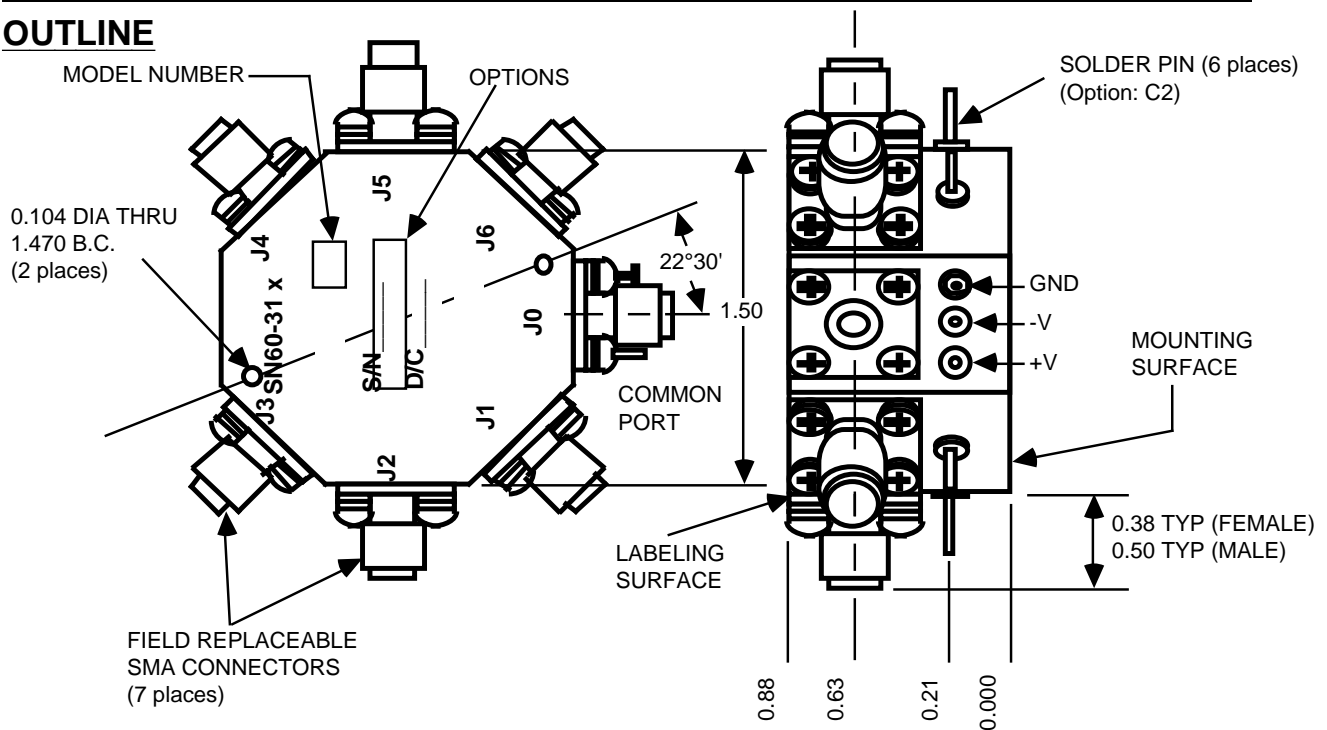 OUTLINE
MODEL NUMBER
OPTIONS
SOLDER PIN (6 places)
(Option: C2)
0.104 DIA THRU
1.470 B.C.
(2 places)
J5
J4
J6
22°30'
1.50
GND
-V
+V
MOUNTING
SURFACE
J0
SN60-31 x
S/N
D/C
COMMON
PORT
J3
J1
J2
LABELING
SURFACE
0.38 TYP (FEMALE)
0.50 TYP (MALE)
FIELD REPLACEABLE
SMA CONNECTORS
(7 places)
0.88
0.63
0.21
0.000